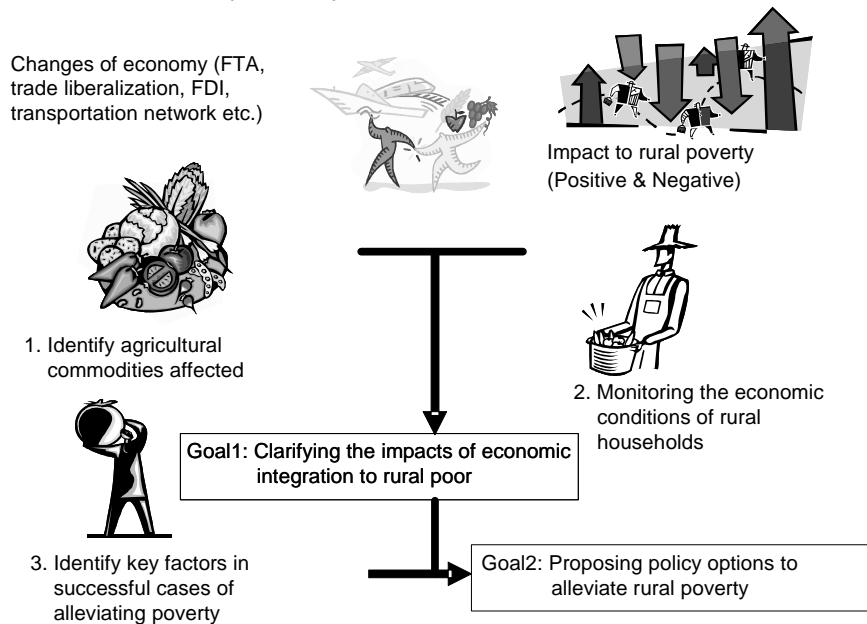 Changes of economy (FTA,
trade liberalization, FDI,
transportation network etc.)
Impact to rural poverty
(Positive & Negative)
1. Identify agricultural
commodities affected
2. Monitoring the economic
conditions of rural
households
Goal1: Clarifying the impacts of economic
integration to rural poor
3. Identify key factors in
successful cases of
alleviating poverty
Goal2: Proposing policy options to
alleviate rural poverty